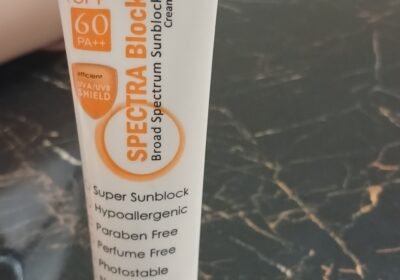 60
PA++
efficient
UVA/UVB
SHIELD
SPECTRA Block
Broad Spectrum Sunblock
Cream
Super Sunblock
Hypoallergenic
Paraben Free
Perfume Free
Photostable